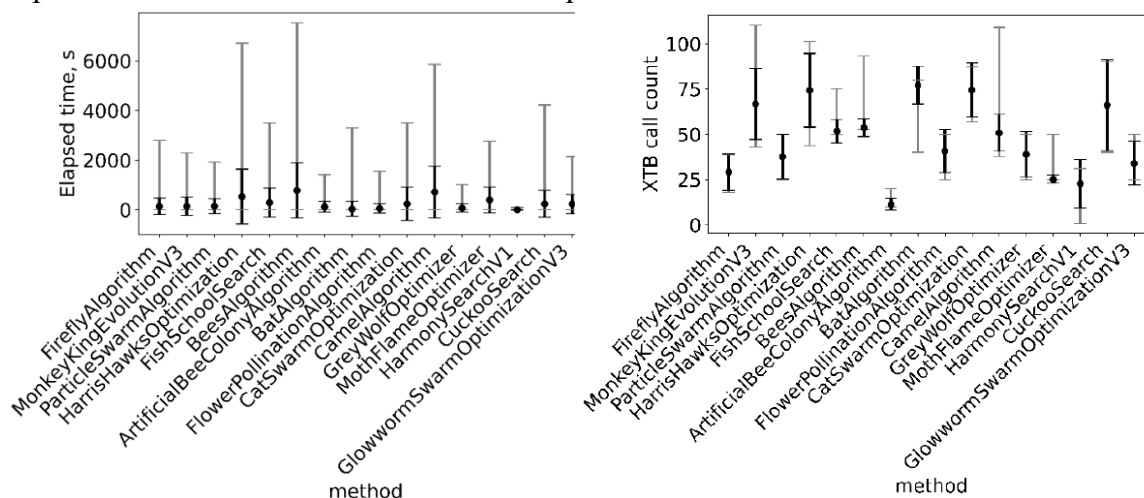 Elapsed time, s
6000
4000
2000
0
FireflyAlgorithm
MonkeyKingEvolutionV3
ParticleSwarmAlgorithm
HarrisHawksOptimization
FishSchoolSearch
BeesAlgorithm
ArtificialBeeColonyAlgorithm
BatAlgorithm
FlowerPollinationAlgorithm
CatSwarmOptimization
CamelAlgorithm
GreyWolfOptimizer
MothFlameOptimizer
HarmonySearchV1
CuckooSearch
GlowwormSwarmOptimizationV3
method
XTB call count
100
75
50
25
0
FireflyAlgorithm
MonkeyKingEvolutionV3
ParticleSwarmAlgorithm
HarrisHawksOptimization
FishSchoolSearch
BeesAlgorithm
ArtificialBeeColonyAlgorithm
BatAlgorithm
FlowerPollinationAlgorithm
CatSwarmOptimization
CamelAlgorithm
GreyWolfOptimizer
MothFlameOptimizer
HarmonySearchV1
CuckooSearch
GlowwormSwarmOptimizationV3
method